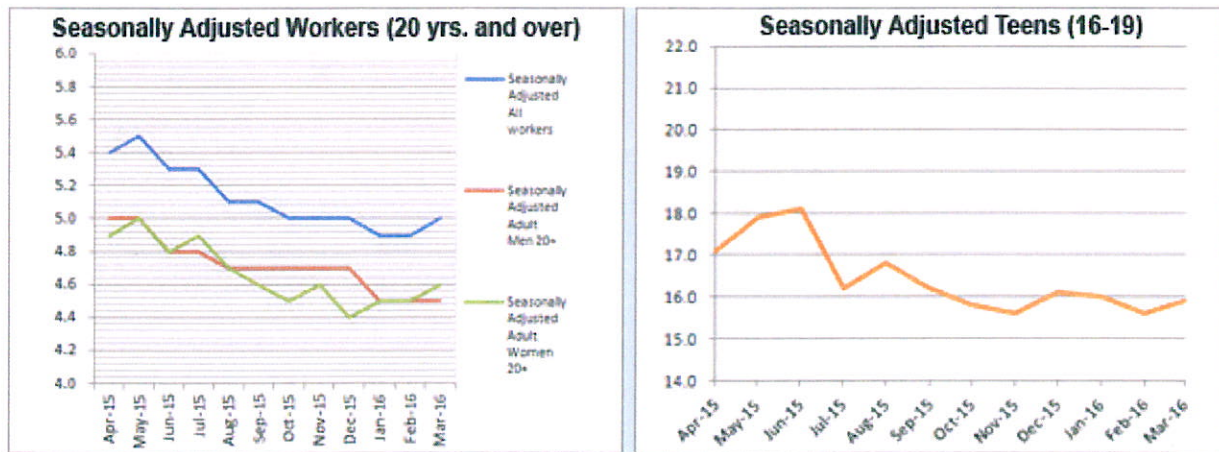 Seasonally Adjusted Workers (20 yrs. and over)
6.0
5.8
5.6
5.4
5.2
5.0
4.8
4.6
4.4
4.2
4.0
Apr-15
May-15
Jun-15
Jul-15
Aug-15
Sep-15
Oct-15
Nov-15
Dec-15
Jan-16
Feb-16
Mar-16
Seasonally
Adjusted
All
workers
Seasonally
Adjusted
Adult
Men 20+
Seasonally
Adjusted
Adult
Women
20+
Seasonally Adjusted Teens (16-19)
22.0
21.0
20.0
19.0
18.0
17.0
16.0
15.0
14.0
Apr-15
May-15
Jun-15
Jul-15
Aug-15
Sep-15
Oct-15
Nov-15
Dec-15
Jan-16
Feb-16
Mar-16